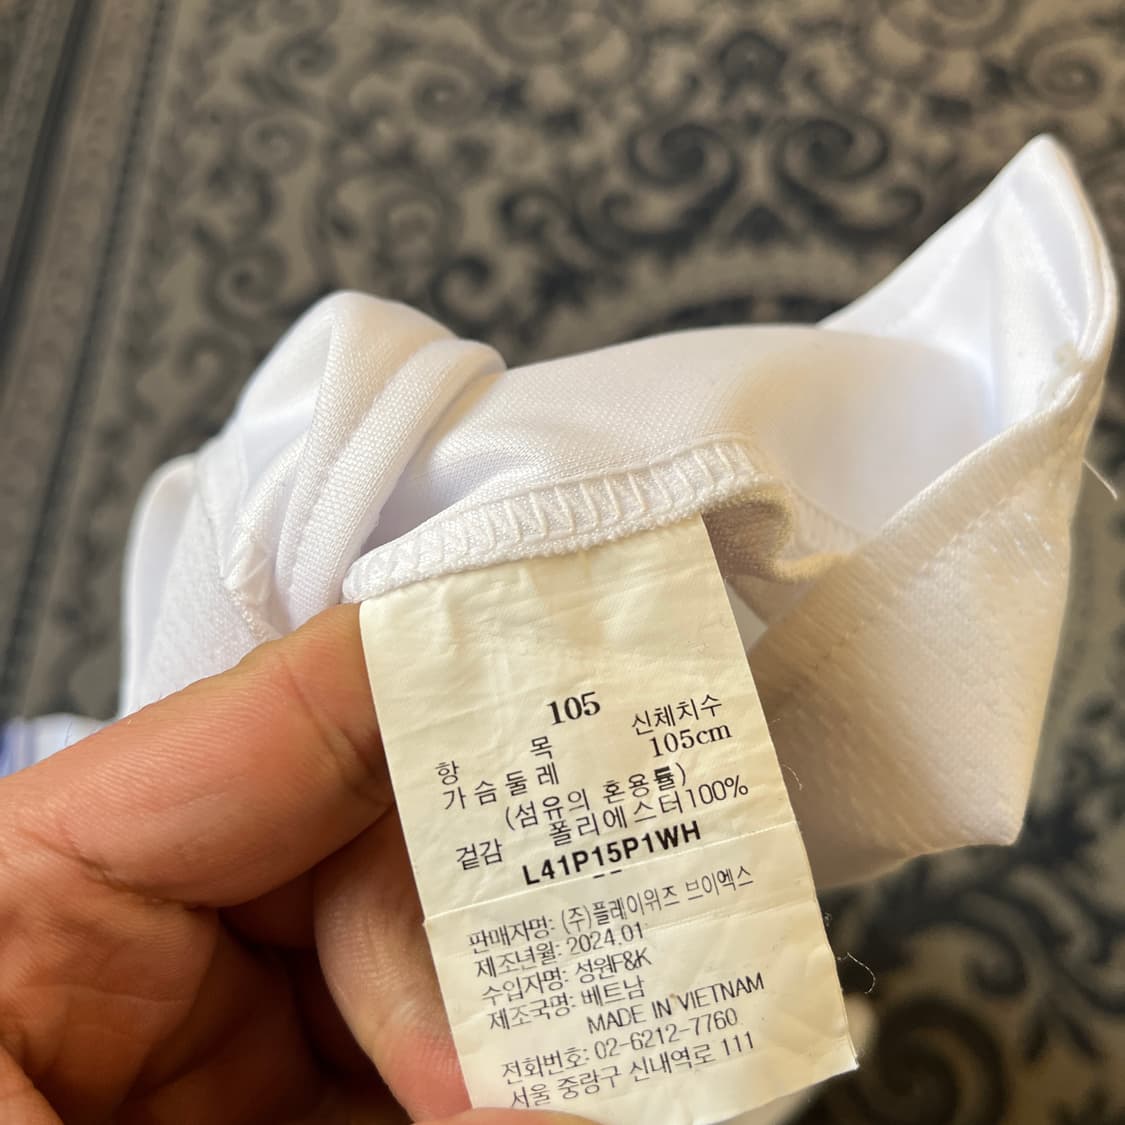 105
항 목 신체치수
가슴둘레 105cm
(섬유의 혼용률)
겉감 폴리에스터100%
L41P15P1WH
판매자명: (주)플레이위즈 브이엑스
제조년월: 2024.01
수입자명: 성원F&K
제조국명: 베트남
MADE IN VIETNAM
전화번호: 02-6212-7760
서울 중랑구 신내역로 111